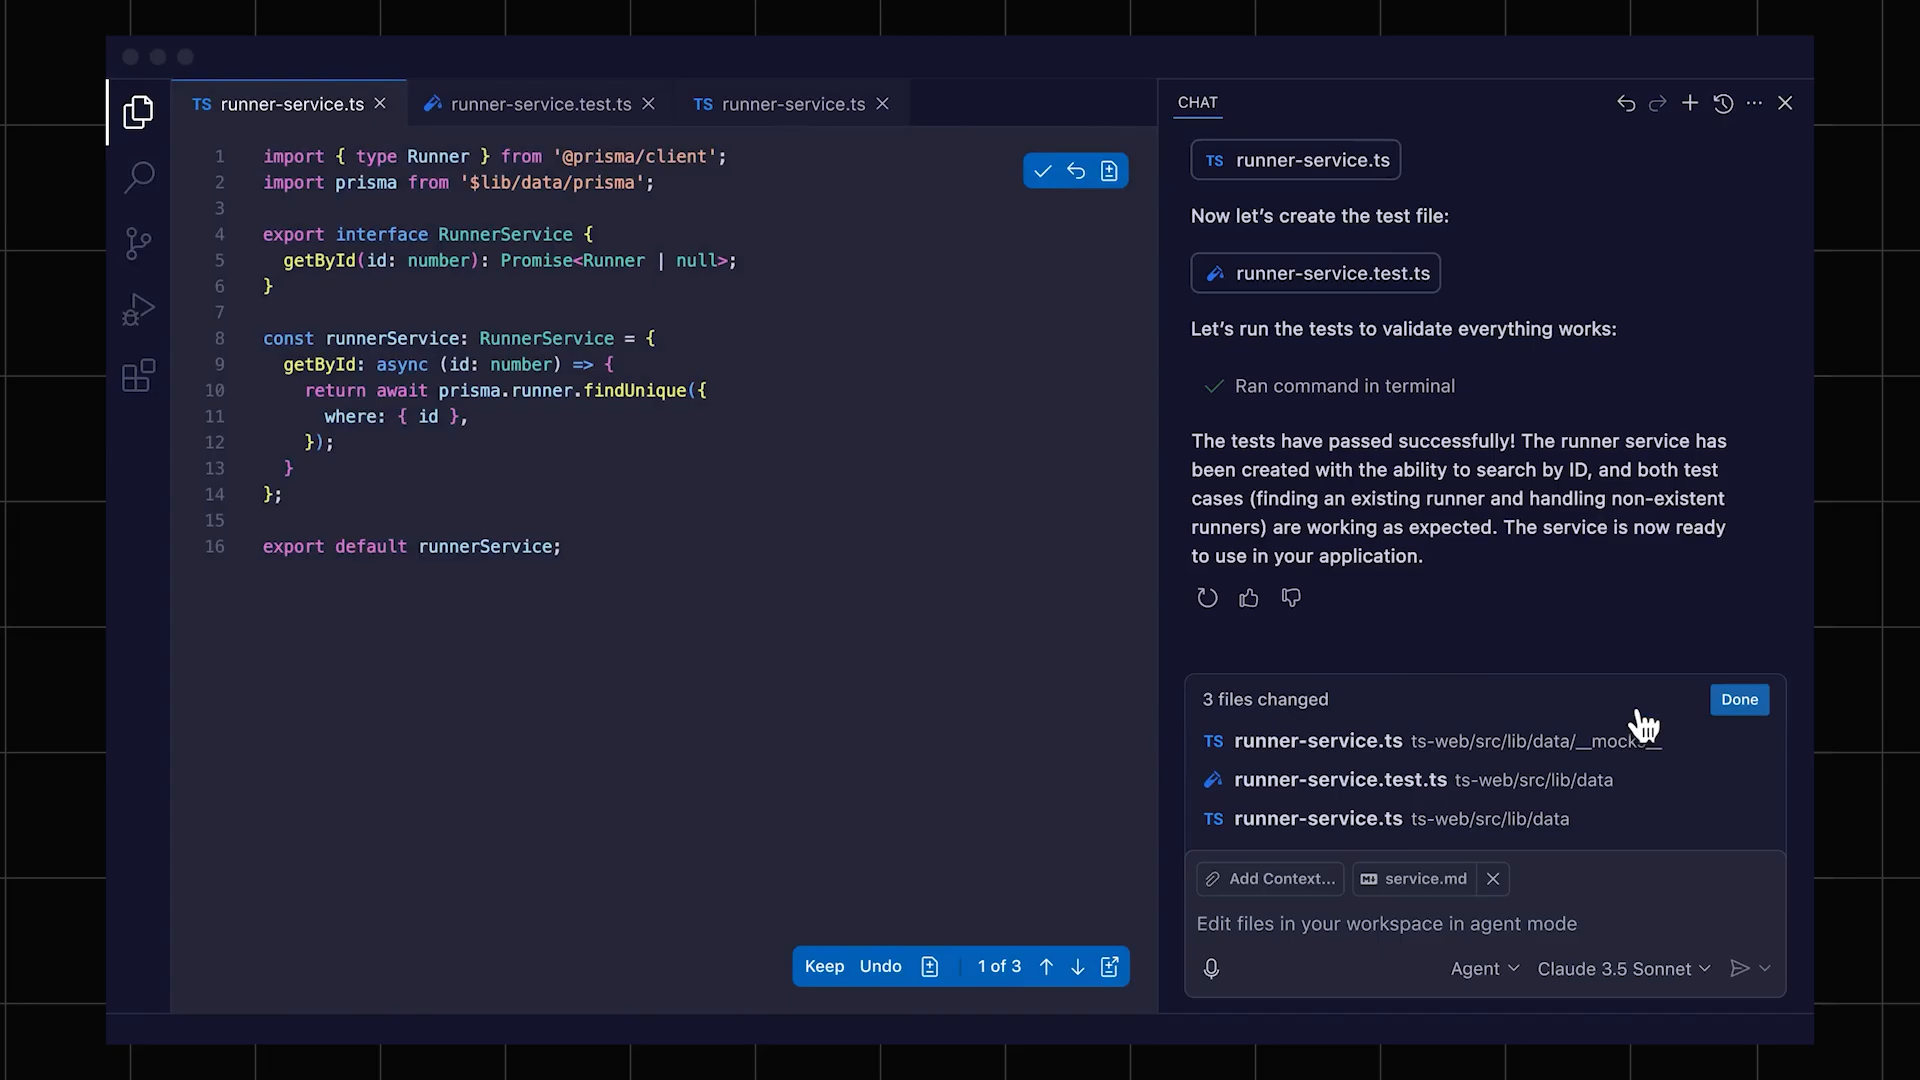 TS runner-service.ts
runner-service.test.ts
TS runner-service.ts
1 import { type Runner } from '@prisma/client';
2 import prisma from '$lib/data/prisma';
3
4 export interface RunnerService {
5 getById(id: number): Promise<Runner | null>;
6 }
7
8 const runnerService: RunnerService = {
9 getById: async (id: number) => {
10 return await prisma.runner.findUnique({
11 where: { id },
12 });
13 }
14 };
15
16 export default runnerService;
Keep Undo 1 of 3
CHAT
TS runner-service.ts
Now let’s create the test file:
runner-service.test.ts
Let’s run the tests to validate everything works:
Ran command in terminal
The tests have passed successfully! The runner service has
been created with the ability to search by ID, and both test
cases (finding an existing runner and handling non-existent
runners) are working as expected. The service is now ready
to use in your application.
3 files changed
Done
TS runner-service.ts ts-web/src/lib/data/__mocks__
runner-service.test.ts ts-web/src/lib/data
TS runner-service.ts ts-web/src/lib/data
Add Context... service.md
Edit files in your workspace in agent mode
Agent Claude 3.5 Sonnet